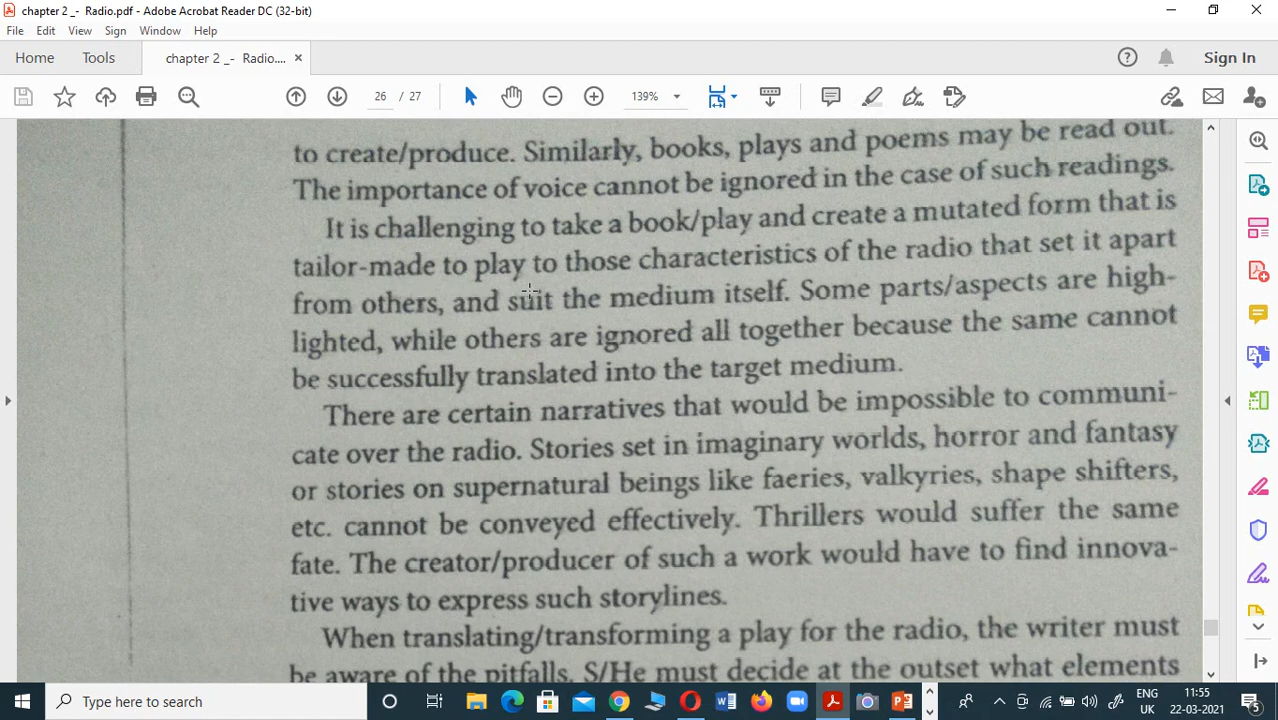 chapter 2 _- Radio.pdf - Adobe Acrobat Reader DC (32-bit)
File Edit View Sign Window Help
Home Tools chapter 2 _- Radio.... × Sign In
26 / 27 139%
to create/produce. Similarly, books, plays and poems may be read out.
The importance of voice cannot be ignored in the case of such readings.
It is challenging to take a book/play and create a mutated form that is
tailor-made to play to those characteristics of the radio that set it apart
from others, and suit the medium itself. Some parts/aspects are high-
lighted, while others are ignored all together because the same cannot
be successfully translated into the target medium.
There are certain narratives that would be impossible to communi-
cate over the radio. Stories set in imaginary worlds, horror and fantasy
or stories on supernatural beings like faeries, valkyries, shape shifters,
etc. cannot be conveyed effectively. Thrillers would suffer the same
fate. The creator/producer of such a work would have to find innova-
tive ways to express such storylines.
When translating/transforming a play for the radio, the writer must
be aware of the pitfalls. S/He must decide at the outset what elements
Type here to search
ENG 11:55
UK 22-03-2021
5